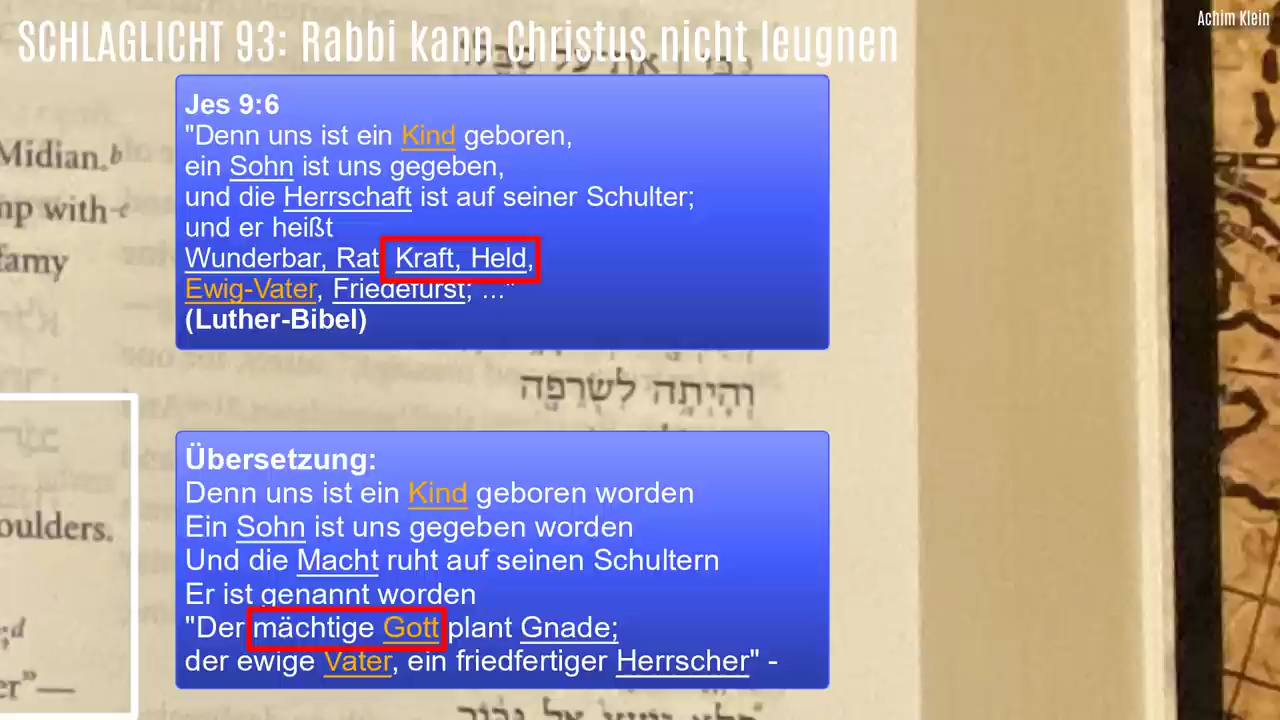 Achim Klein
SCHLAGLICHT 93: Rabbi kann Christus nicht leugnen
Midian.b
Jes 9:6
"Denn uns ist ein Kind geboren,
ein Sohn ist uns gegeben,
und die Herrschaft ist auf seiner Schulter;
und er heißt
Wunderbar, Rat, Kraft, Held,
Ewig-Vater, Friedefürst; ..."
(Luther-Bibel)
with-c
והיתה לשרפה
Übersetzung:
Denn uns ist ein Kind geboren worden
Ein Sohn ist uns gegeben worden
Und die Macht ruht auf seinen Schultern
Er ist genannt worden
"Der mächtige Gott plant Gnade;
der ewige Vater, ein friedfertiger Herrscher" -